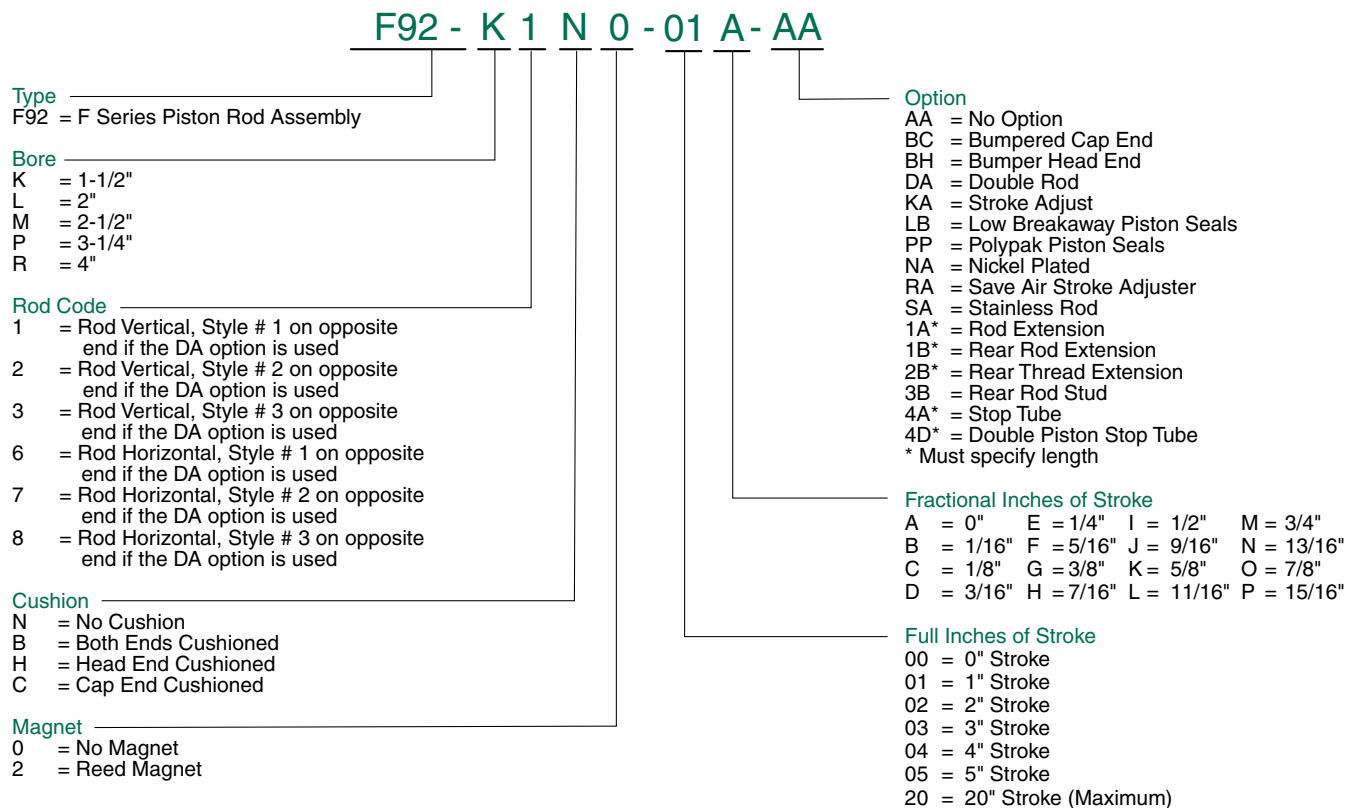 F92 - K 1 N 0 - 01 A - AA
Type
F92 = F Series Piston Rod Assembly
Bore
K = 1-1/2"
L = 2"
M = 2-1/2"
P = 3-1/4"
R = 4"
Rod Code
1 = Rod Vertical, Style # 1 on opposite
end if the DA option is used
2 = Rod Vertical, Style # 2 on opposite
end if the DA option is used
3 = Rod Vertical, Style # 3 on opposite
end if the DA option is used
6 = Rod Horizontal, Style # 1 on opposite
end if the DA option is used
7 = Rod Horizontal, Style # 2 on opposite
end if the DA option is used
8 = Rod Horizontal, Style # 3 on opposite
end if the DA option is used
Cushion
N = No Cushion
B = Both Ends Cushioned
H = Head End Cushioned
C = Cap End Cushioned
Magnet
0 = No Magnet
2 = Reed Magnet
Option
AA = No Option
BC = Bumpered Cap End
BH = Bumper Head End
DA = Double Rod
KA = Stroke Adjust
LB = Low Breakaway Piston Seals
PP = Polypak Piston Seals
NA = Nickel Plated
RA = Save Air Stroke Adjuster
SA = Stainless Rod
1A* = Rod Extension
1B* = Rear Rod Extension
2B* = Rear Thread Extension
3B = Rear Rod Stud
4A* = Stop Tube
4D* = Double Piston Stop Tube
* Must specify length
Fractional Inches of Stroke
A = 0" E = 1/4" I = 1/2" M = 3/4"
B = 1/16" F = 5/16" J = 9/16" N = 13/16"
C = 1/8" G = 3/8" K = 5/8" O = 7/8"
D = 3/16" H = 7/16" L = 11/16" P = 15/16"
Full Inches of Stroke
00 = 0" Stroke
01 = 1" Stroke
02 = 2" Stroke
03 = 3" Stroke
04 = 4" Stroke
05 = 5" Stroke
20 = 20" Stroke (Maximum)